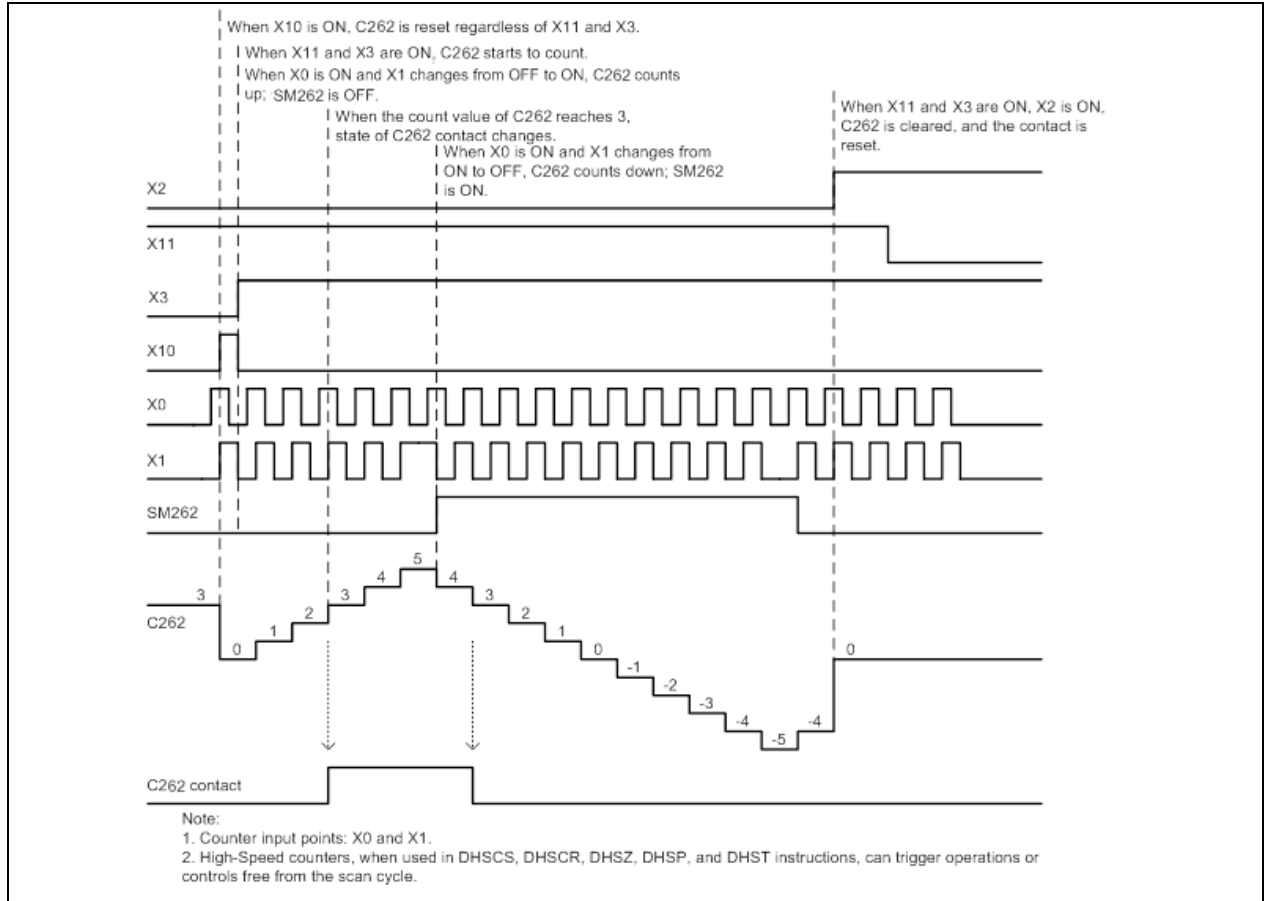 When X10 is ON, C262 is reset regardless of X11 and X3.
When X11 and X3 are ON, C262 starts to count.
When X0 is ON and X1 changes from OFF to ON, C262 counts
up; SM262 is OFF.
When the count value of C262 reaches 3,
state of C262 contact changes.
When X0 is ON and X1 changes from
ON to OFF, C262 counts down; SM262
is ON.
When X11 and X3 are ON, X2 is ON,
C262 is cleared, and the contact is
reset.
X2
X11
X3
X10
X0
X1
SM262
C262
3
0
1
2
3
4
5
4
3
2
1
0
-1
-2
-3
-4
-5
-4
0
C262 contact
Note:
1. Counter input points: X0 and X1.
2. High-Speed counters, when used in DHSCS, DHSCR, DHSZ, DHSP, and DHST instructions, can trigger operations or
controls free from the scan cycle.